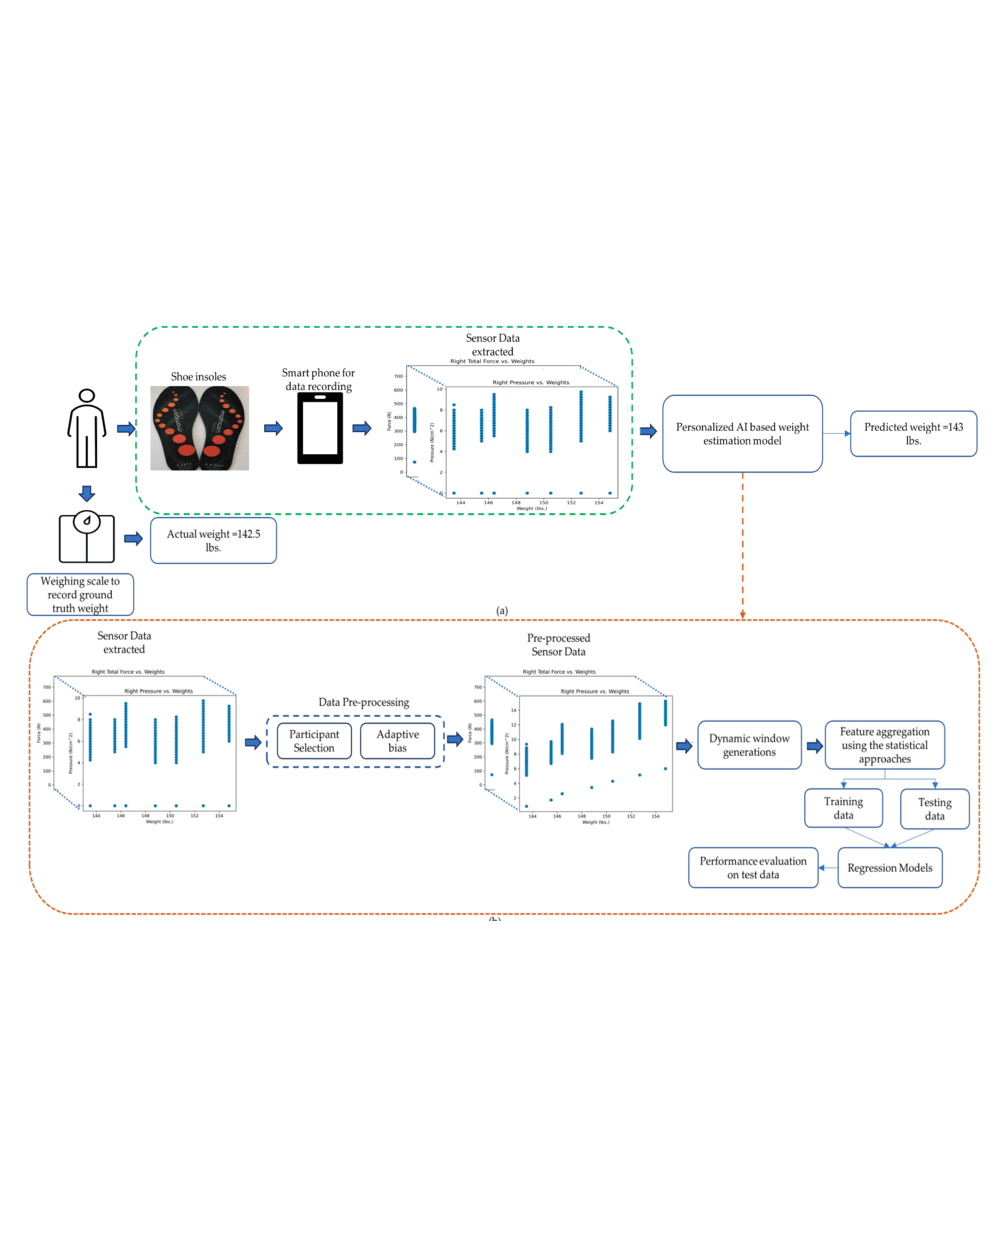 Sensor Data
extracted
Right Total Force vs. Weights
Shoe insoles
Smart phone for
data recording
Right Pressure vs. Weights
700
600
500
400
300
200
100
0
Force (N)
10
8
6
4
2
0
Pressure (N/cm^2)
144
146
148
150
152
154
Weight (lbs.)
Personalized AI based weight
estimation model
Predicted weight =143
lbs.
Actual weight =142.5
lbs.
Weighing scale to
record ground
truth weight
(a)
Sensor Data
extracted
Right Total Force vs. Weights
Right Pressure vs. Weights
700
600
500
400
300
200
100
0
Force (N)
10
8
6
4
2
0
Pressure (N/cm^2)
144
146
148
150
152
154
Weight (lbs.)
Data Pre-processing
Participant
Selection
Adaptive
bias
Pre-processed
Sensor Data
Right Total Force vs. Weights
Right Pressure vs. Weights
700
600
500
400
300
200
100
0
Force (N)
14
12
10
8
6
4
2
Pressure (N/cm^2)
144
146
148
150
152
154
Weight (lbs.)
Dynamic window
generations
Feature aggregation
using the statistical
approaches
Training
data
Testing
data
Performance evaluation
on test data
Regression Models